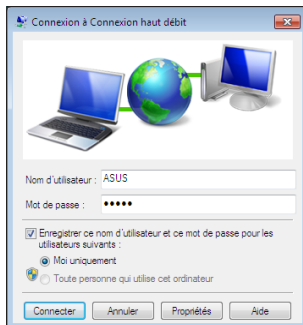 Connexion à Connexion haut débit
Nom d'utilisateur : ASUS
Mot de passe : •••••
Enregistrer ce nom d'utilisateur et ce mot de passe pour les
utilisateurs suivants :
Moi uniquement
Toute personne qui utilise cet ordinateur
Connecter Annuler Propriétés Aide